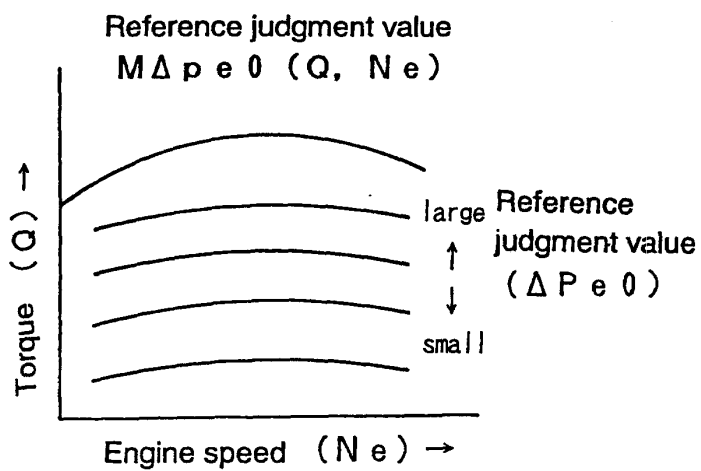 Reference judgment value
MΔpe0 (Q, Ne)
Torque (Q) →
large
↑
↓
small
Reference
judgment value
(ΔPe0)
Engine speed (Ne) →